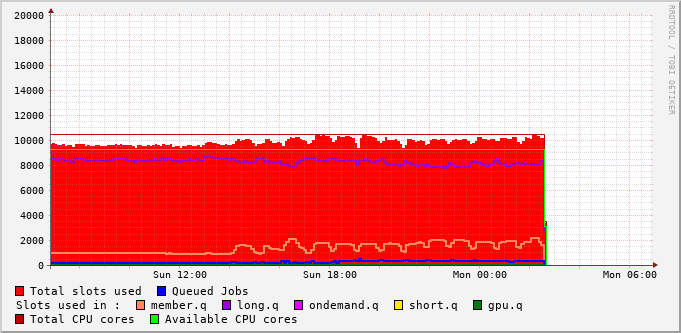 RRDTOOL / TOBI OETIKER
20000
18000
16000
14000
12000
10000
8000
6000
4000
2000
0
Sun 12:00 Sun 18:00 Mon 00:00 Mon 06:00
Total slots used Queued Jobs
Slots used in : member.q long.q ondemand.q short.q gpu.q
Total CPU cores Available CPU cores